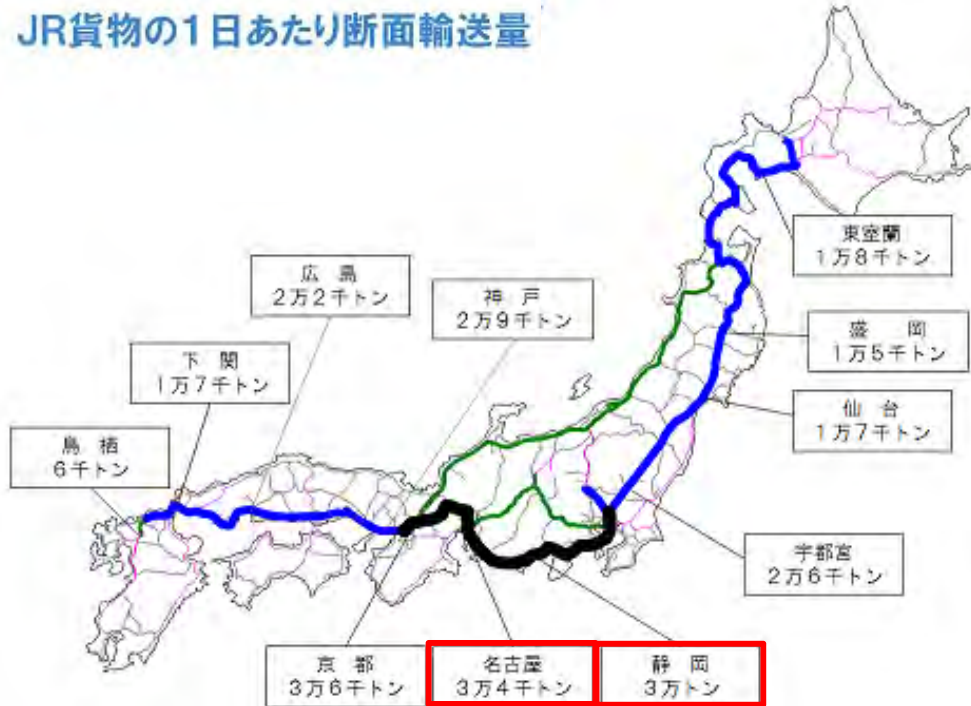 JR貨物の1日あたり断面輸送量
東室蘭
1万8千トン
広　島
2万2千トン
神　戸
2万9千トン
盛　岡
1万5千トン
下　関
1万7千トン
仙　台
1万7千トン
鳥　栖
6千トン
宇都宮
2万6千トン
京　都
3万6千トン
名古屋
3万4千トン
静　岡
3万トン